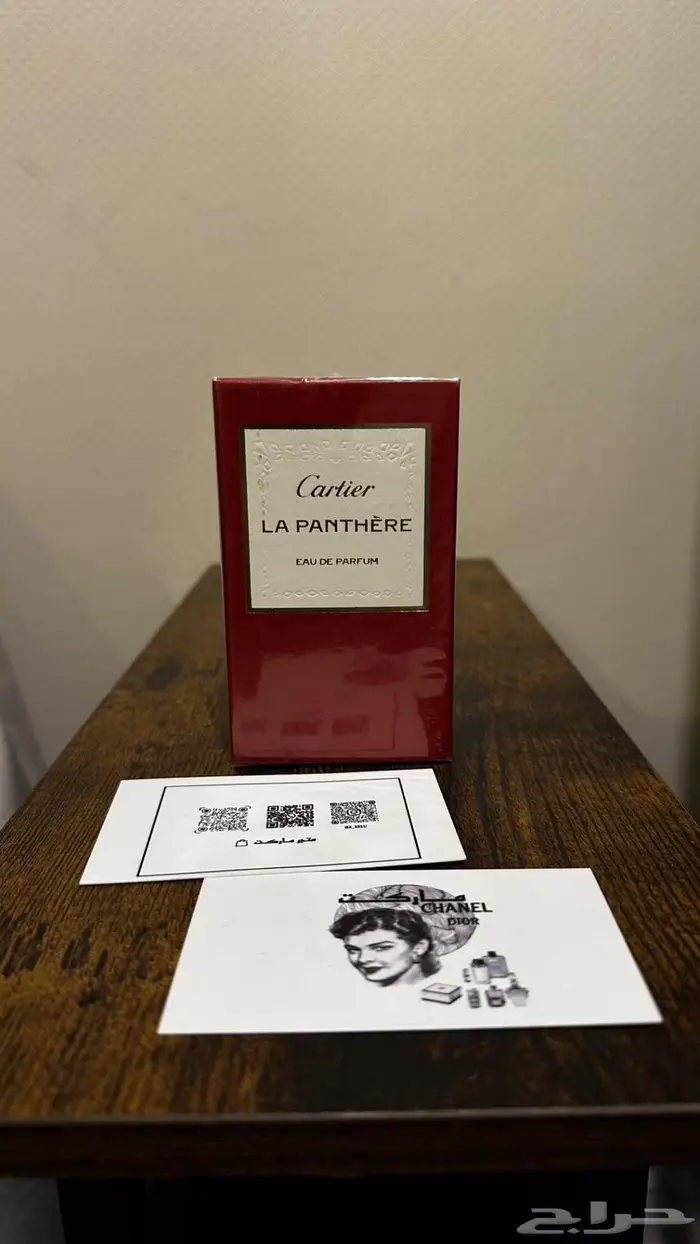 Cartier
LA PANTHÈRE
EAU DE PARFUM
متجر ماركت
ماركت
CHANEL
DIOR
حراج